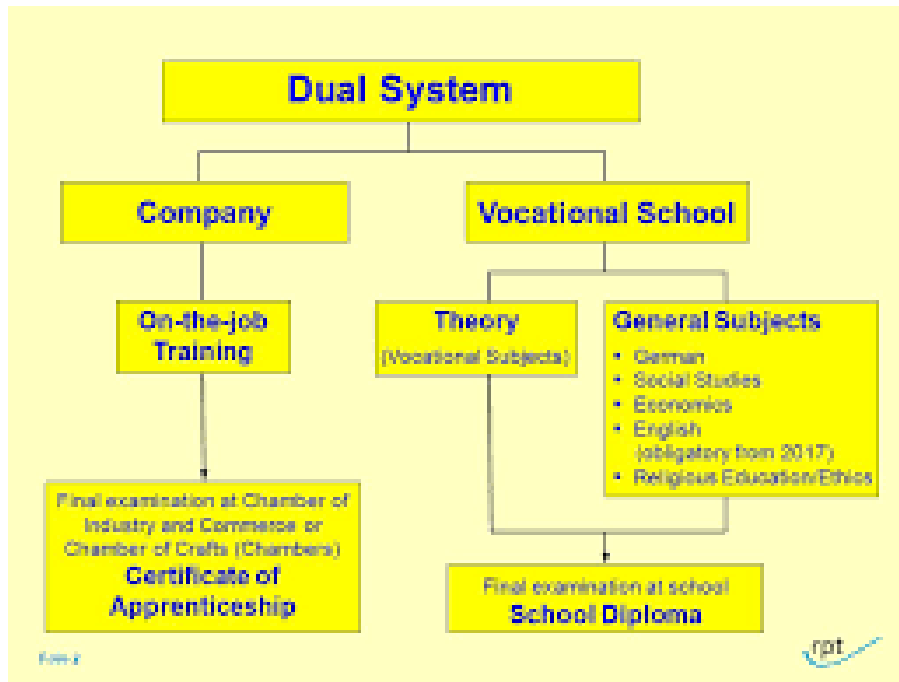 Dual System
Company
Vocational School
On-the-job
Training
Theory
(Vocational Subjects)
General Subjects
• German
• Social Studies
• Economics
• English
(obligatory from 2017)
• Religious Education/Ethics
Final examination at Chamber of
Industry and Commerce or
Chamber of Crafts (Chambers)
Certificate of
Apprenticeship
Final examination at school
School Diploma
rpt